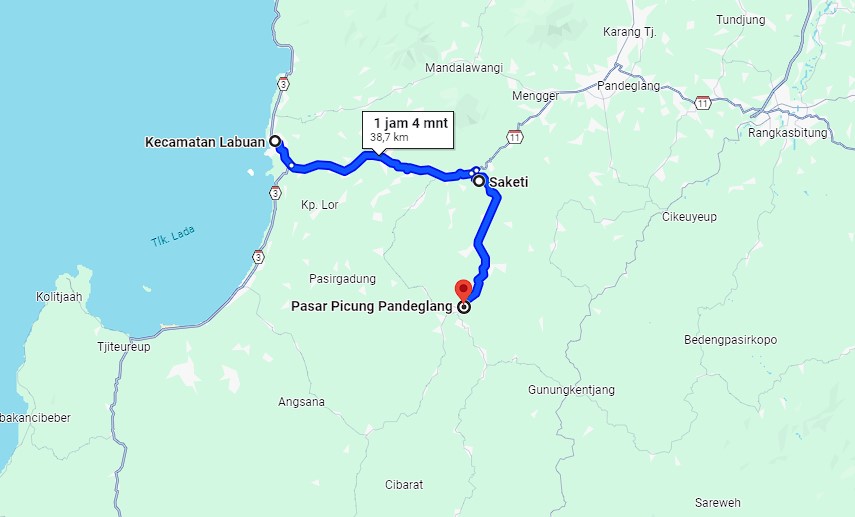 Tundjung
Karang Tj.
Mandalawangi
3
Pandeglang
Mengger
11
11
Rangkasbitung
1 jam 4 mnt
38,7 km
Kecamatan Labuan
Saketi
3
Kp. Lor
Cikeuyeup
Tlk. Lada
3
Pasirgadung
Kolitjaah
Pasar Picung Pandeglang
Tjiteureup
Bedengpasirkopo
Gunungkentjang
Angsana
bakancibeber
Cibarat
Sareweh